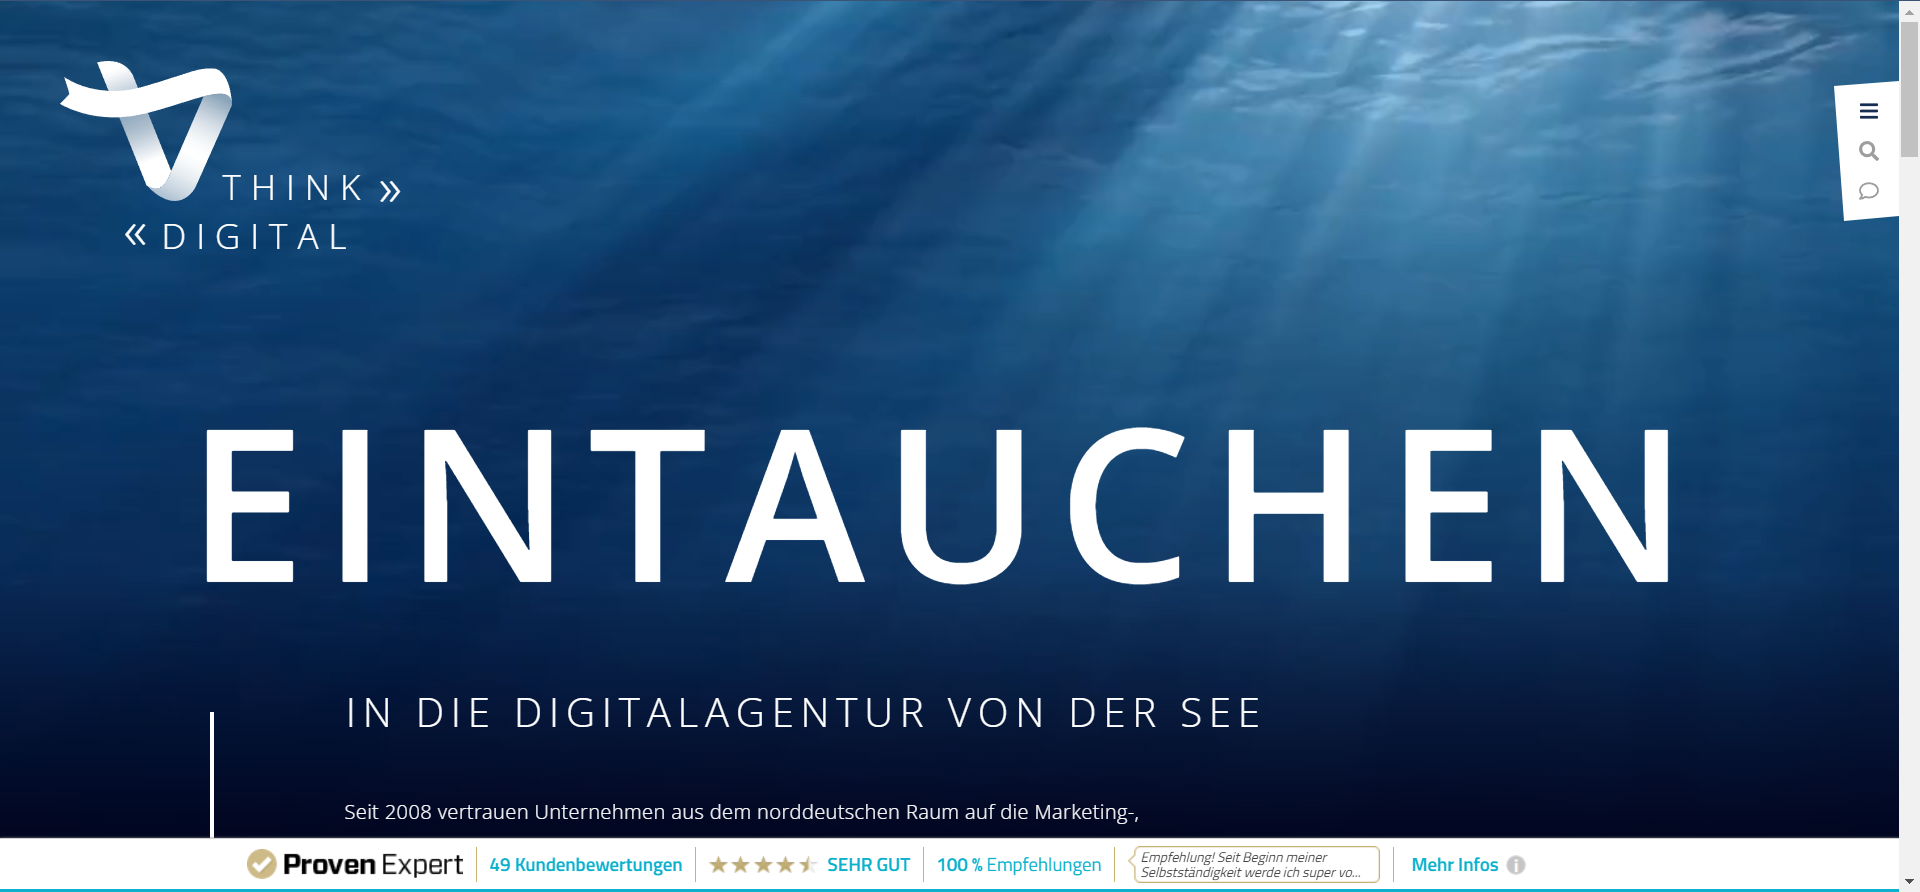 THINK »
« DIGITAL
EINTAUCHEN
IN DIE DIGITALAGENTUR VON DER SEE
Seit 2008 vertrauen Unternehmen aus dem norddeutschen Raum auf die Marketing-,
Proven Expert
49 Kundenbewertungen
SEHR GUT
100 % Empfehlungen
Empfehlung! Seit Beginn meiner
Selbstständigkeit werde ich super vo...
Mehr Infos i